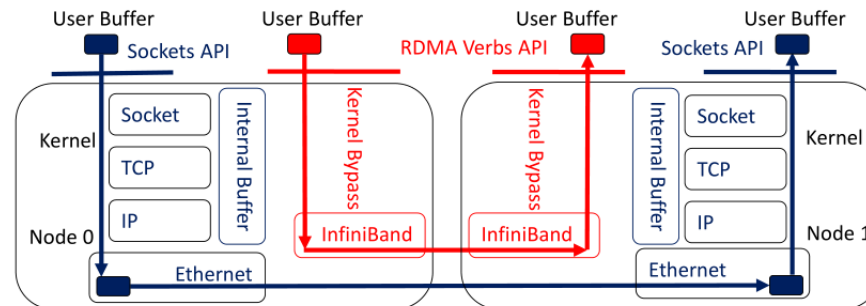 User Buffer
User Buffer
User Buffer
User Buffer
Sockets API
RDMA Verbs API
Sockets API
Kernel
Socket
TCP
IP
Internal Buffer
Kernel Bypass
Kernel Bypass
Internal Buffer
Socket
TCP
IP
Kernel
Node 0
InfiniBand
InfiniBand
Node 1
Ethernet
Ethernet